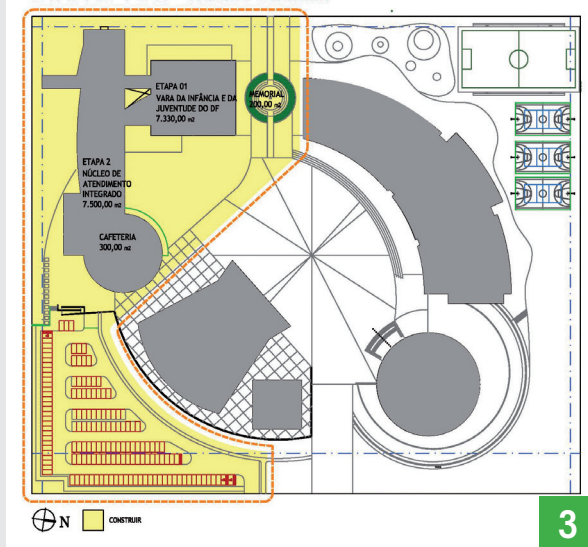 ETAPA 01
VARA DA INFÂNCIA E DA
JUVENTUDE DO DF
7.330,00 m2
MEMORIAL
200,00 m2
ETAPA 2
NÚCLEO DE
ATENDIMENTO
INTEGRADO
7.500,00 m2
CAFETERIA
300,00 m2
N
CONSTRUIR
3